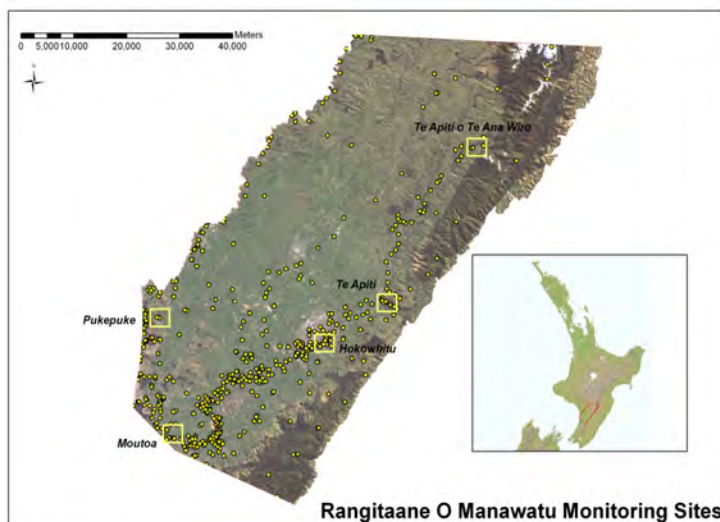 Meters
0 5,000 10,000 20,000 30,000 40,000
Te Apiti o Te Ana Wiro
Te Apiti
Pukepuke
Hokowhitu
Moutoa
Rangitaane O Manawatu Monitoring Sites